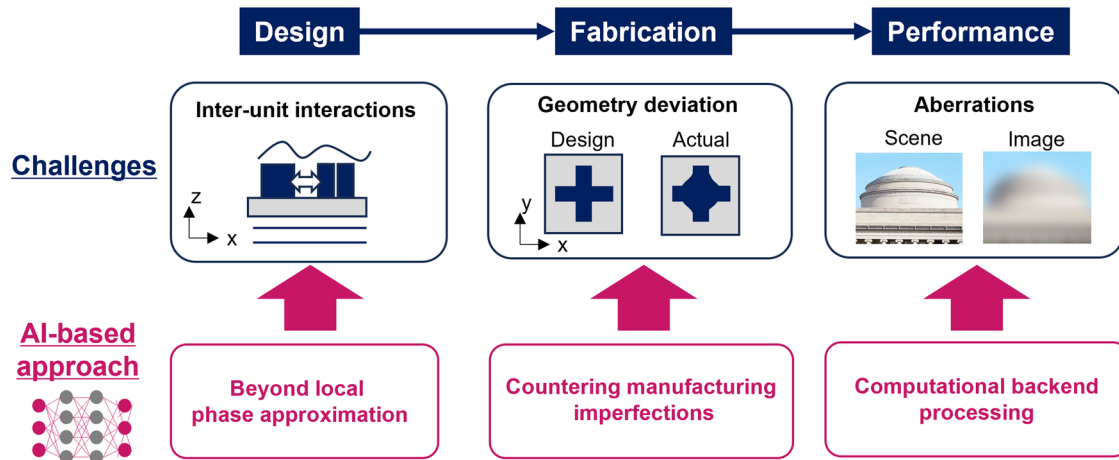 Design
Fabrication
Performance
Challenges
Inter-unit interactions
z
x
Geometry deviation
Design
Actual
y
x
Aberrations
Scene
Image
AI-based
approach
Beyond local
phase approximation
Countering manufacturing
imperfections
Computational backend
processing